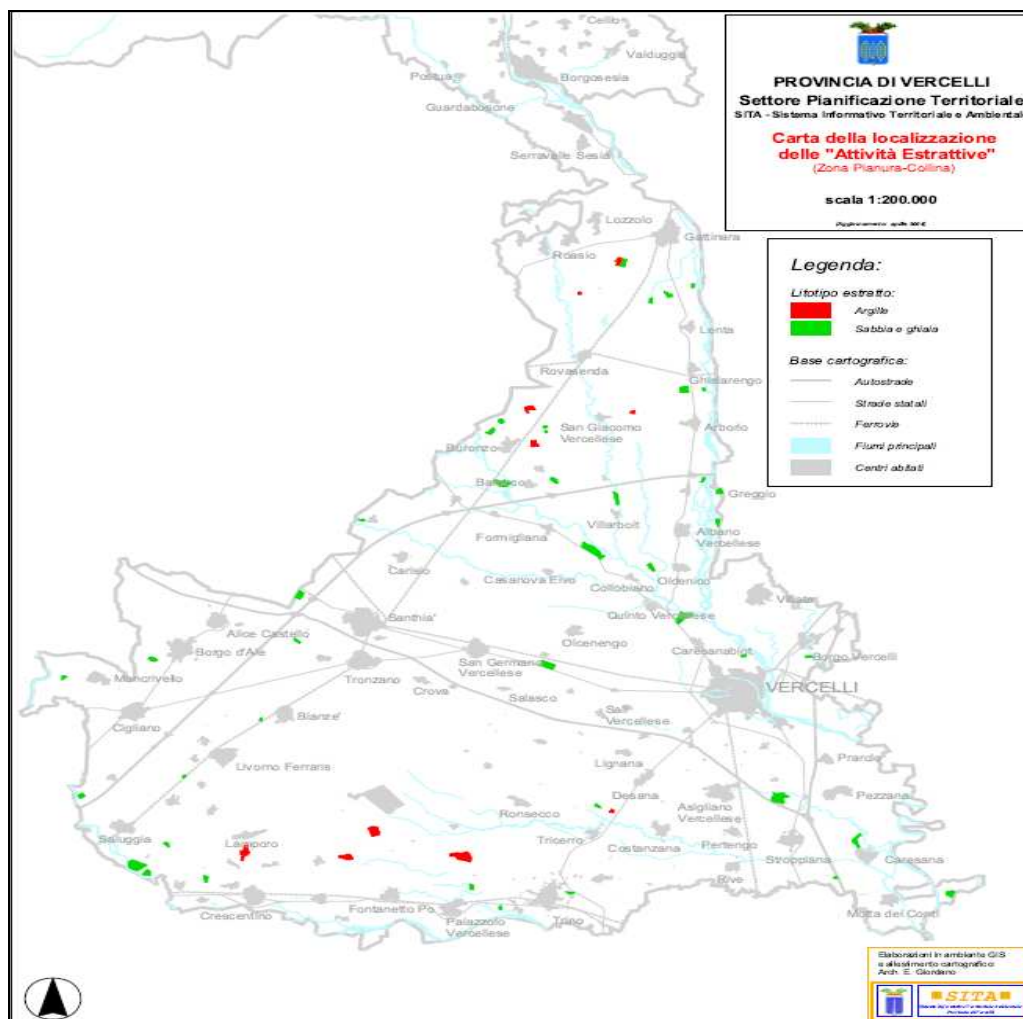 PROVINCIA DI VERCELLI
Settore Pianificazione Territoriale
SITA - Sistema Informativo Territoriale e Ambientale
Carta della localizzazione
delle "Attività Estrattive"
(Zona Pianura-Collina)
scala 1:200.000
Legenda:
Litotipo estratto:
Argille
Sabbia e ghiaia
Base cartografica:
Autostrade
Strade statali
Ferrovie
Fiumi principali
Centri abitati
Cellio
Valduggia
Postua
Borgosesia
Guardabosone
Serravalle Sesia
Lozzolo
Gattinara
Roasio
Lenta
Rovasenda
Ghislarengo
San Giacomo
Vercellese
Arborio
Buronzo
Balocco
Greggio
Villarboit
Formigliana
Albano
Vercellese
Carisio
Casanova Elvo
Oldenico
Collobiano
Villata
Quinto Vercellese
Santhia'
Alice Castello
Borgo d'Ale
Olcenengo
Caresanablot
Borgo Vercelli
San Germano
Vercellese
Moncrivello
Tronzano
Crova
Salasco
VERCELLI
Cigliano
Bianze'
Sali
Vercellese
Livorno Ferraris
Lignana
Prarolo
Desana
Pezzana
Ronsecco
Asigliano
Vercellese
Saluggia
Lamporo
Tricerro
Costanzana
Pertengo
Stroppiana
Caresana
Rive
Crescentino
Fontanetto Po
Palazzolo
Vercellese
Trino
Motta dei Conti
Elaborazioni in ambiente GIS
e allestimento cartografico:
Arch. E. Giordano
SITA